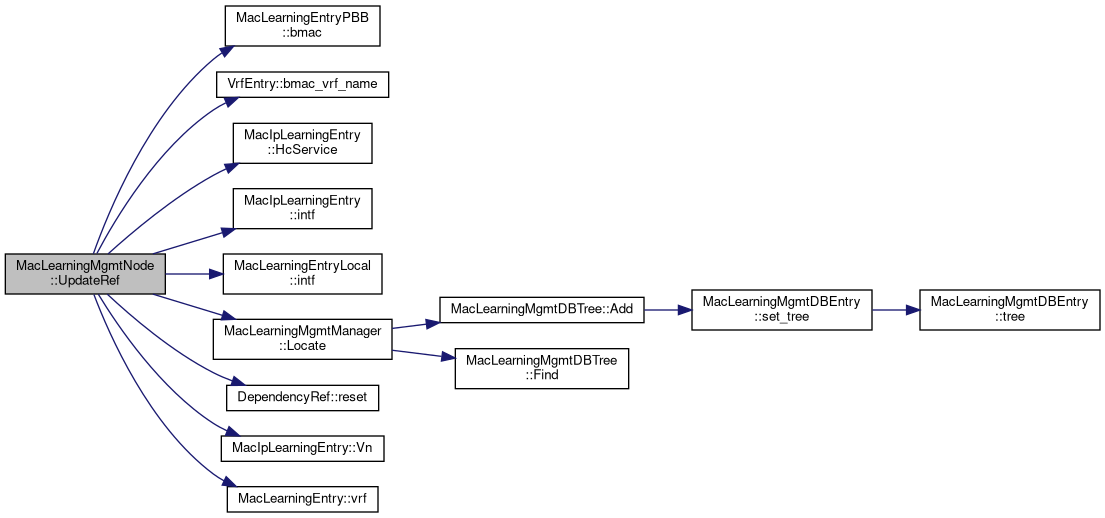 MacLearningEntryPBB
::bmac
VrfEntry::bmac_vrf_name
MacIpLearningEntry
::HcService
MacIpLearningEntry
::intf
MacLearningMgmtNode
::UpdateRef
MacLearningEntryLocal
::intf
MacLearningMgmtManager
::Locate
MacLearningMgmtDBTree::Add
MacLearningMgmtDBEntry
::set_tree
MacLearningMgmtDBEntry
::tree
MacLearningMgmtDBTree
::Find
DependencyRef::reset
MacIpLearningEntry::Vn
MacLearningEntry::vrf